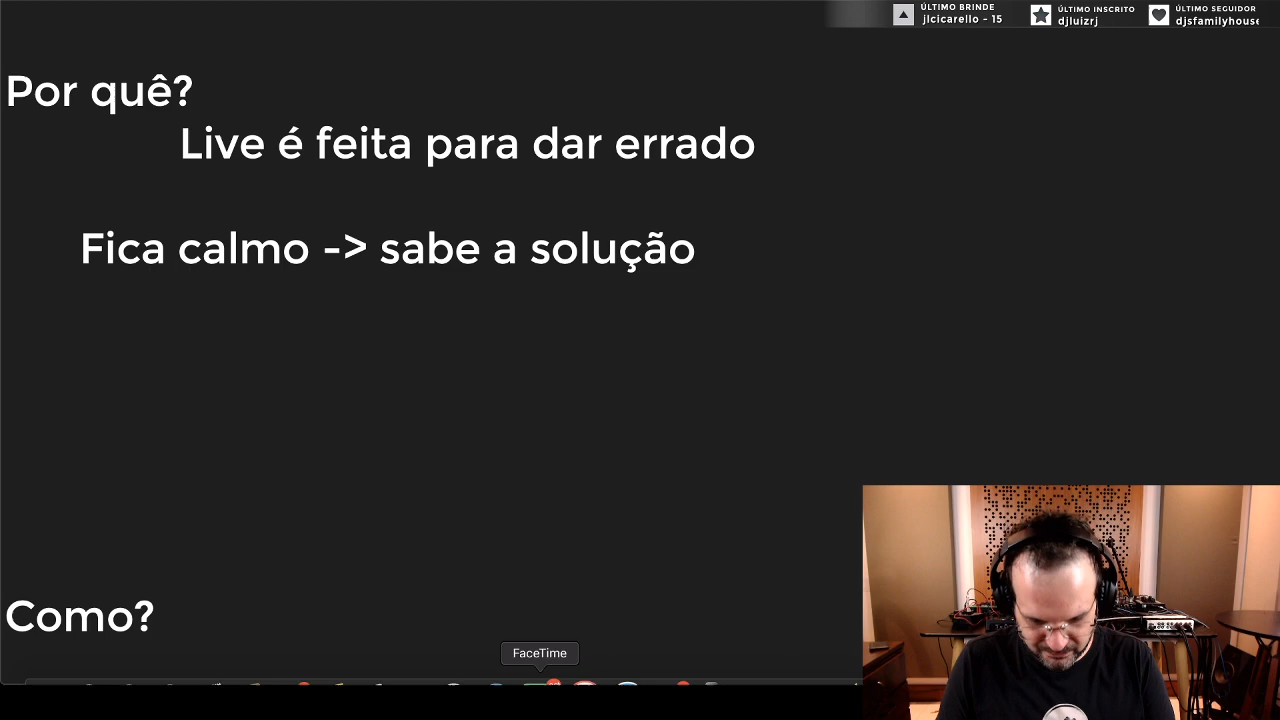 ÚLTIMO BRINDE
jlcicarello - 15
ÚLTIMO INSCRITO
djluizrj
ÚLTIMO SEGUIDOR
djsfamilyhouse
Por quê?
Live é feita para dar errado
Fica calmo -> sabe a solução
Como?
FaceTime